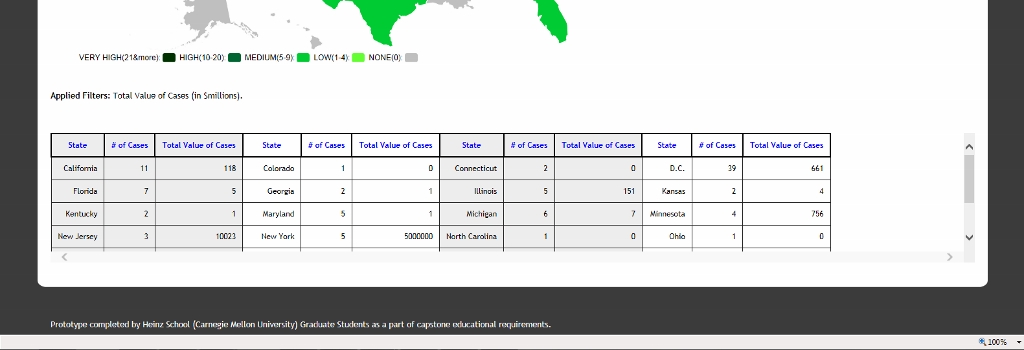 VERY HIGH(21&more): HIGH(10-20): MEDIUM(5-9): LOW(1-4): NONE(0):
Applied Filters: Total Value of Cases (in $millions).
State # of Cases Total Value of Cases State # of Cases Total Value of Cases State # of Cases Total Value of Cases State # of Cases Total Value of Cases
California 11 118 Colorado 1 0 Connecticut 2 0 D.C. 39 661
Florida 7 5 Georgia 2 1 Illinois 5 151 Kansas 2 4
Kentucky 2 1 Maryland 5 1 Michigan 6 7 Minnesota 4 756
New Jersey 3 10023 New York 5 5000000 North Carolina 1 0 Ohio 1 0
Prototype completed by Heinz School (Carnegie Mellon University) Graduate Students as a part of capstone educational requirements.
100%